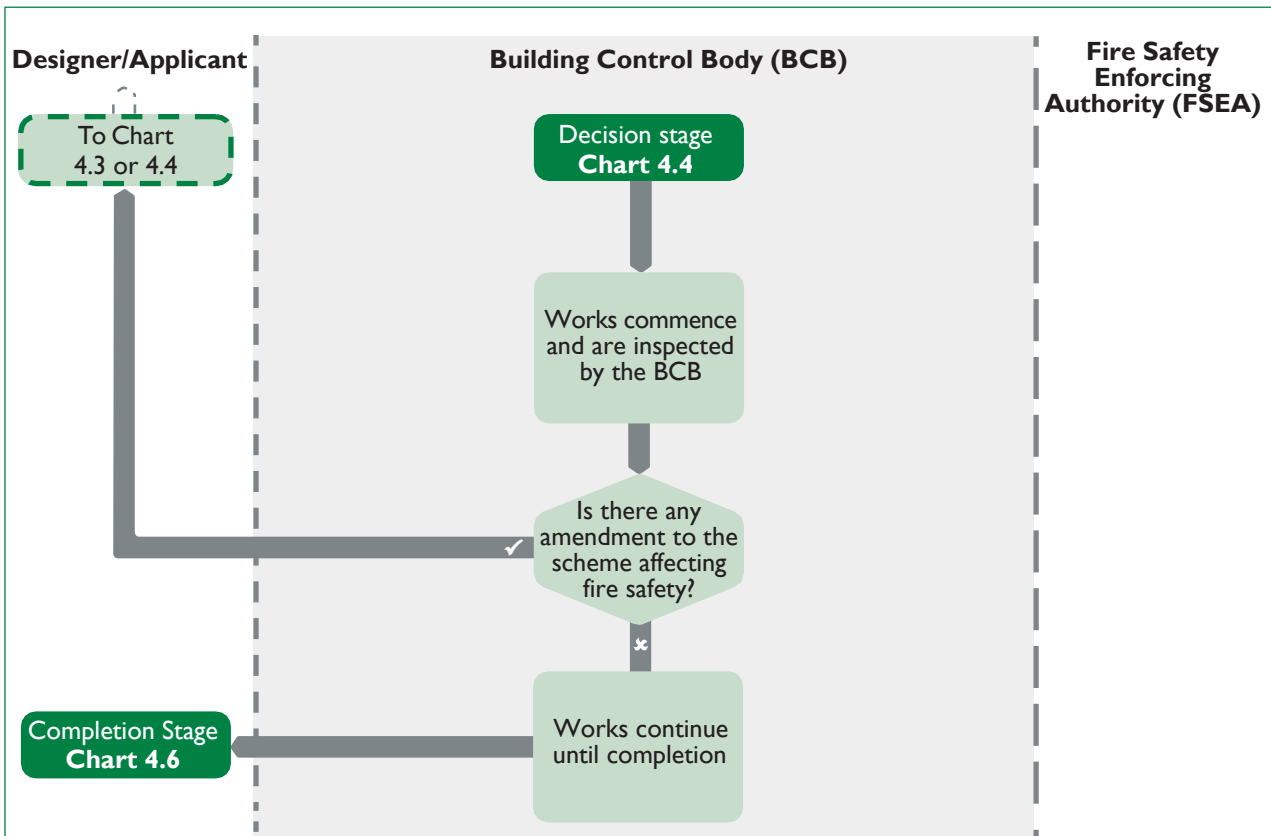 Designer/Applicant
Building Control Body (BCB)
Fire Safety
Enforcing
Authority (FSEA)
To Chart
4.3 or 4.4
Decision stage
Chart 4.4
Works commence
and are inspected
by the BCB
Is there any
amendment to the
scheme affecting
fire safety?
Works continue
until completion
Completion Stage
Chart 4.6